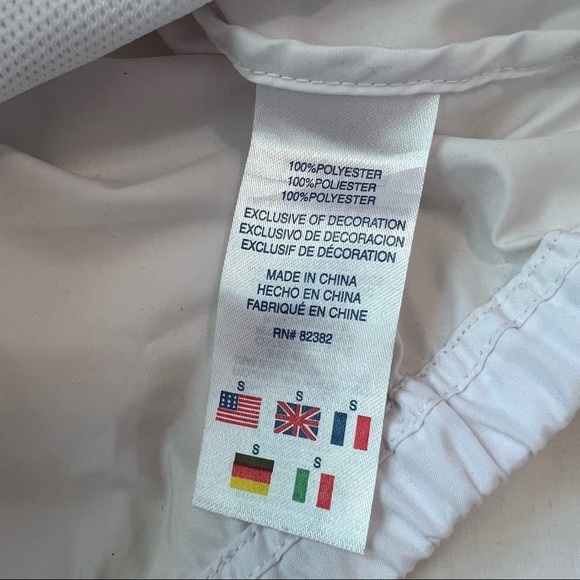 100%POLYESTER
100%POLIESTER
100%POLYESTER
EXCLUSIVE OF DECORATION
EXCLUSIVO DE DECORACION
EXCLUSIF DE DÉCORATION
MADE IN CHINA
HECHO EN CHINA
FABRIQUÉ EN CHINE
RN# 82382
S S S
S S